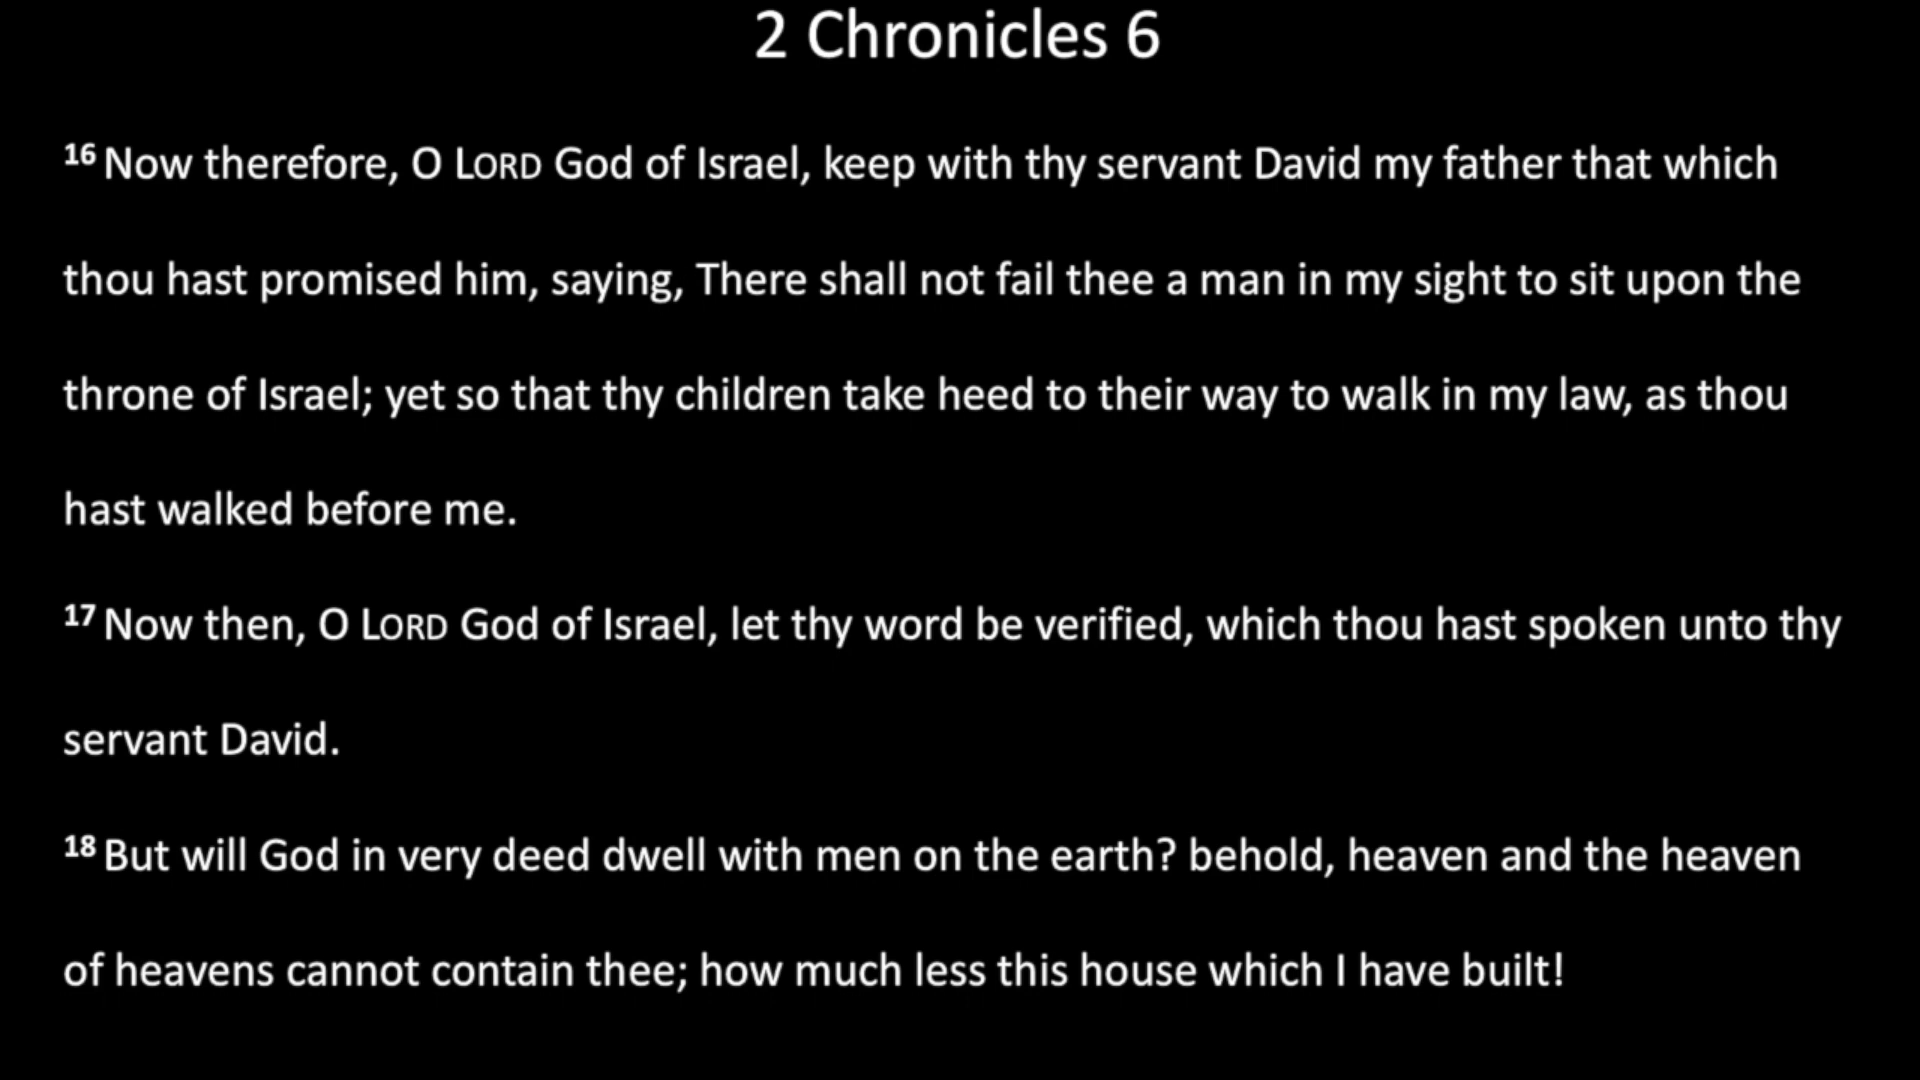 2 Chronicles 6
16 Now therefore, O LORD God of Israel, keep with thy servant David my father that which
thou hast promised him, saying, There shall not fail thee a man in my sight to sit upon the
throne of Israel; yet so that thy children take heed to their way to walk in my law, as thou
hast walked before me.
17 Now then, O LORD God of Israel, let thy word be verified, which thou hast spoken unto thy
servant David.
18 But will God in very deed dwell with men on the earth? behold, heaven and the heaven
of heavens cannot contain thee; how much less this house which I have built!